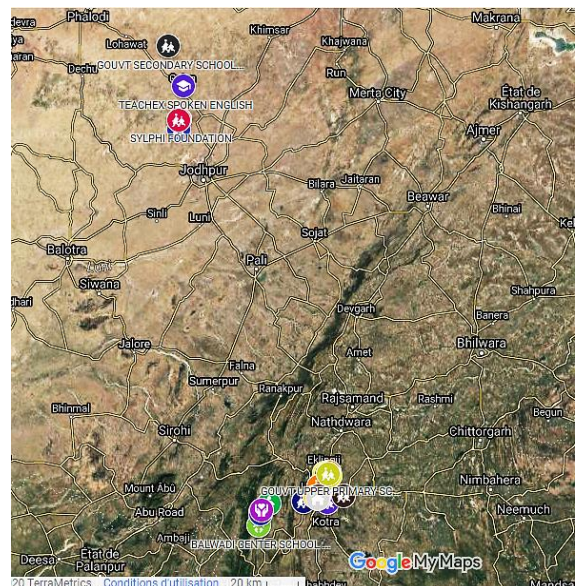 Phalodi
Makrana
Lohawat
Khimsar
Khajwana
Dechu
GOUVT SECONDARY SCHOOL...
Run
État de
Kishangarh
Merta City
TEACHEX SPOKEN ENGLISH
Ajmer
SYLPHI FOUNDATION
Jodhpur
Bilara
Jaitaran
Beawar
Bhinai
Sinli
Luni
Sojat
Balotra
Pali
Siwana
Shahpura
Devgarh
Banera
Jalore
Amet
Bhilwara
Falna
Sumerpur
Ranakpur
Rajsamand
Rashmi
Bhinmal
Begun
Nathdwara
Sirohi
Chittorgarh
Eklingji
Mount Abū
Nimbahera
GOUVT UPPER PRIMARY SC...
Abu Road
Neemuch
Kotra
Ambaji
BALWADI CENTER SCHOOL...
Deesa
État de
Palanpur
Google My Maps
20 TerraMetrics
Conditions d'utilisation
20 km